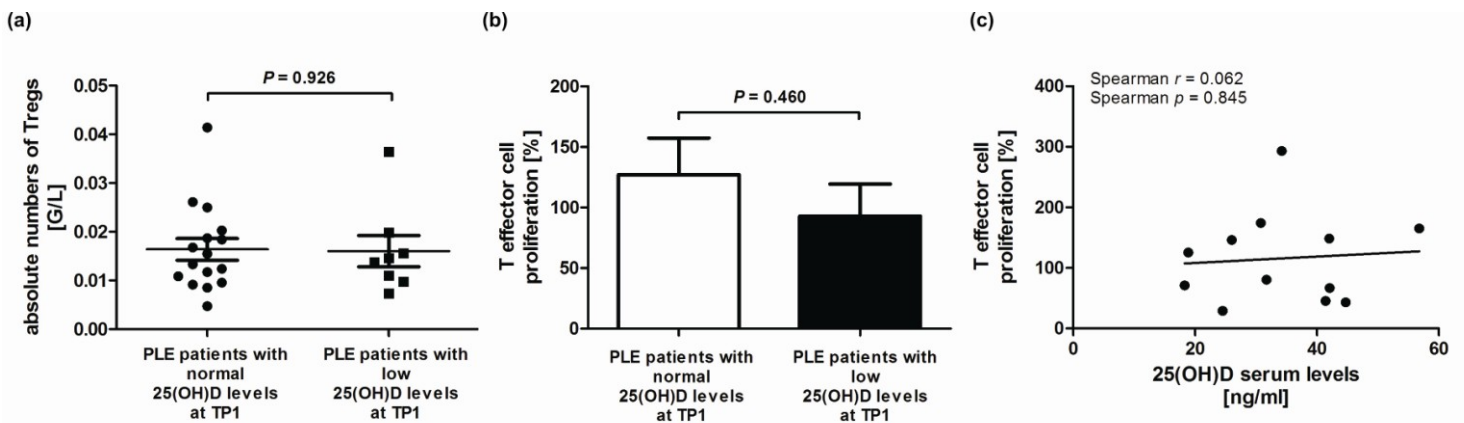 (a)
absolute numbers of Tregs
[G/L]
0.05
0.04
0.03
0.02
0.01
0.00
P = 0.926
PLE patients with
normal
25(OH)D levels
at TP1
PLE patients with
low
25(OH)D levels
at TP1
(b)
T effector cell
proliferation [%]
200
150
100
50
0
P = 0.460
PLE patients with
normal
25(OH)D levels
at TP1
PLE patients with
low
25(OH)D levels
at TP1
(c)
Spearman r = 0.062
Spearman p = 0.845
T effector cell
proliferation [%]
400
300
200
100
0
0 20 40 60
25(OH)D serum levels
[ng/ml]